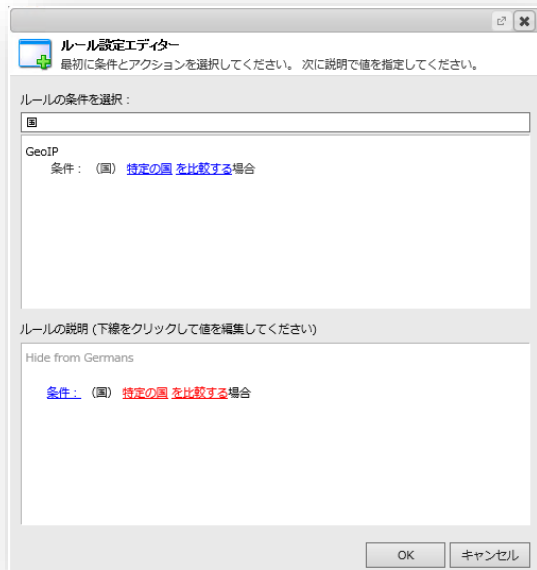 ルール設定エディター
最初に条件とアクションを選択してください。 次に説明で値を指定してください。
ルールの条件を選択：
国
GeoIP
条件： （国） 特定の国 を比較する場合
ルールの説明 (下線をクリックして値を編集してください)
Hide from Germans
条件： （国） 特定の国 を比較する場合
OK キャンセル